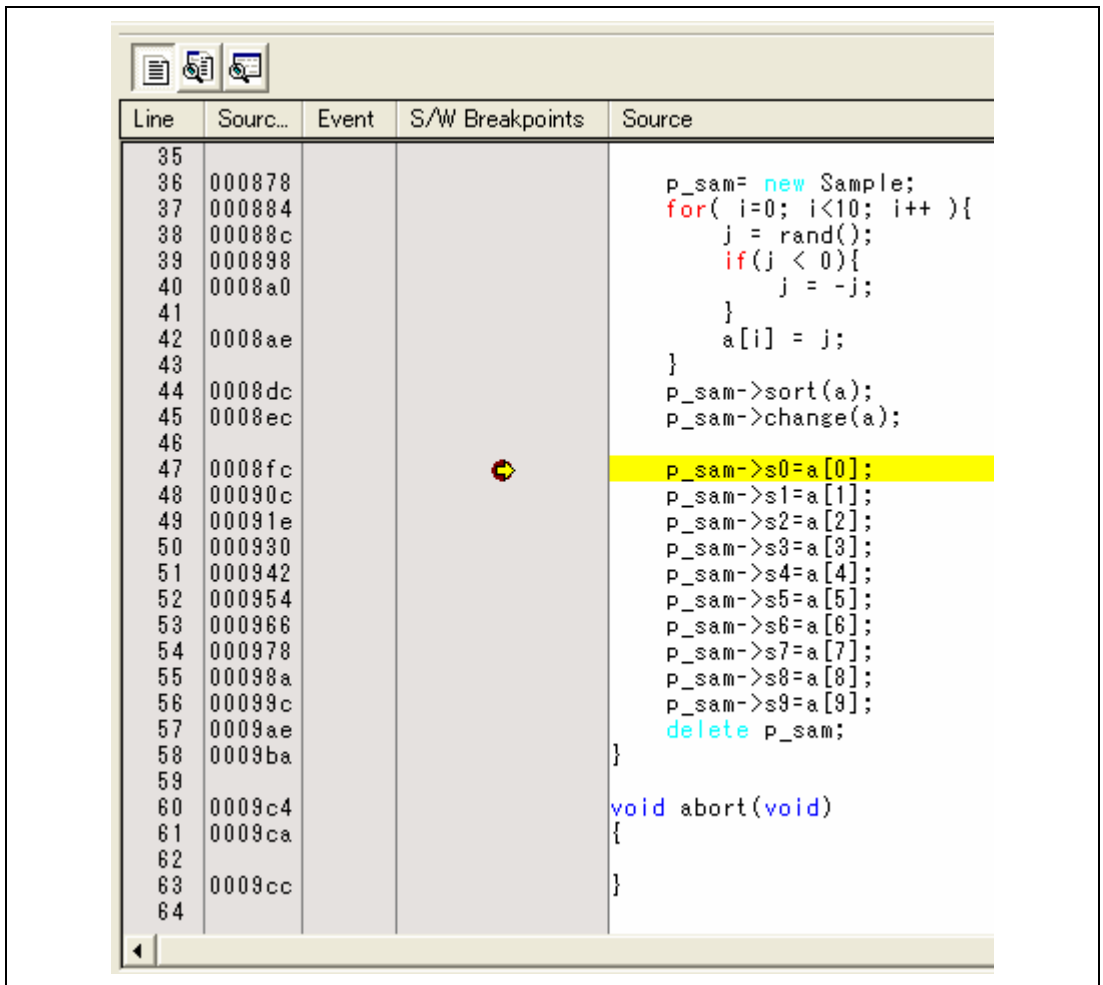 Line Sourc... Event S/W Breakpoints Source
35
36 000878 p_sam= new Sample;
37 000884 for( i=0; i<10; i++ ){
38 00088c j = rand();
39 000898 if(j < 0){
40 0008a0 j = -j;
41 }
42 0008ae a[i] = j;
43 }
44 0008dc p_sam->sort(a);
45 0008ec p_sam->change(a);
46
47 0008fc p_sam->s0=a[0];
48 00090c p_sam->s1=a[1];
49 00091e p_sam->s2=a[2];
50 000930 p_sam->s3=a[3];
51 000942 p_sam->s4=a[4];
52 000954 p_sam->s5=a[5];
53 000966 p_sam->s6=a[6];
54 000978 p_sam->s7=a[7];
55 00098a p_sam->s8=a[8];
56 00099c p_sam->s9=a[9];
57 0009ae delete p_sam;
58 0009ba }
59
60 0009c4 void abort(void)
61 0009ca {
62
63 0009cc }
64